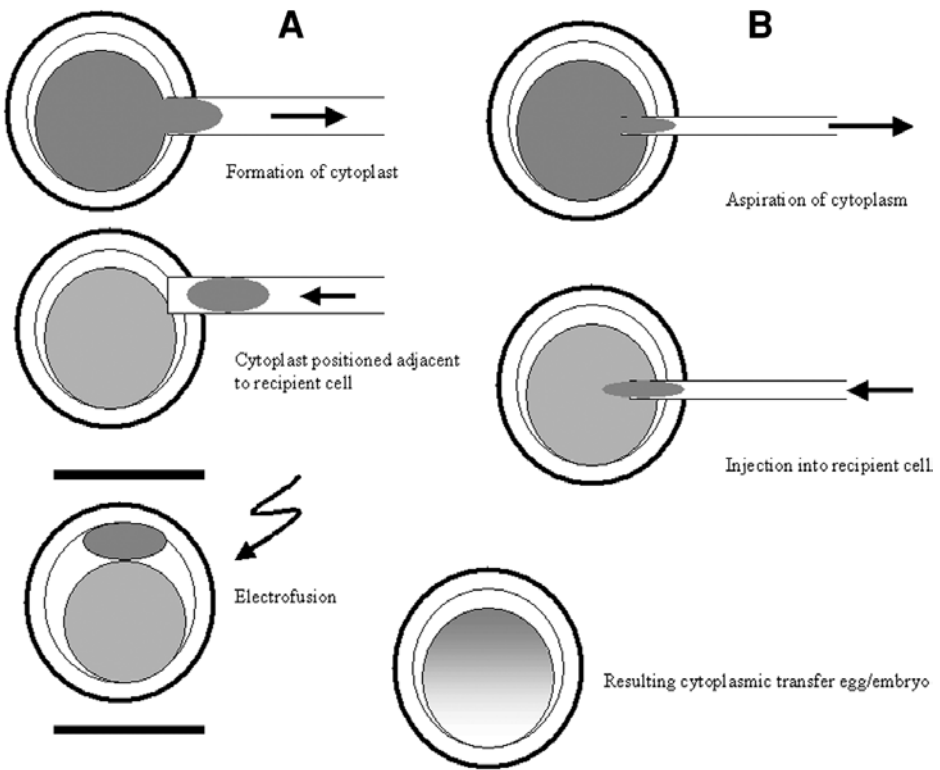 A
B
Formation of cytoplast
Aspiration of cytoplasm
Cytoplast positioned adjacent
to recipient cell
Injection into recipient cell.
Electrofusion
Resulting cytoplasmic transfer egg/embryo